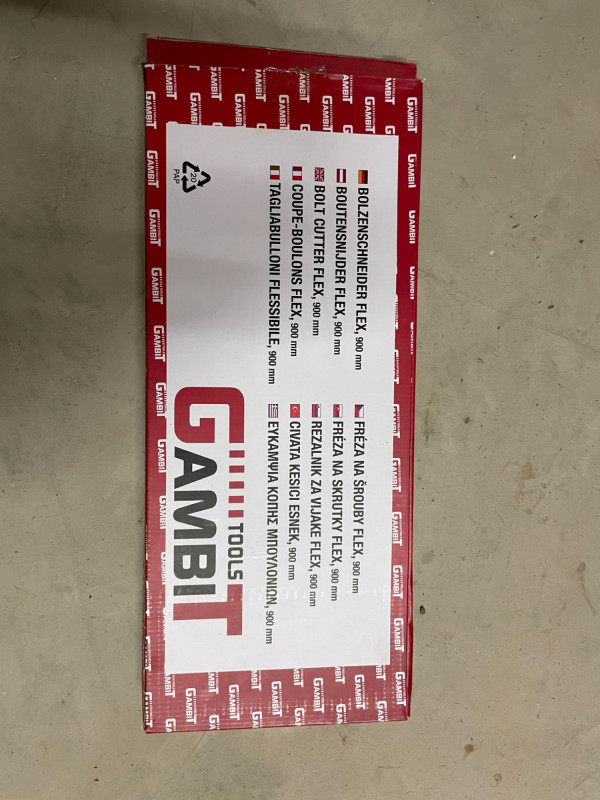 BOLZENSCHNEIDER FLEX, 900 mm
BOUTENSNIJDER FLEX, 900 mm
BOLT CUTTER FLEX, 900 mm
COUPE-BOULONS FLEX, 900 mm
TAGLIABULLONI FLESSIBILE, 900 mm
FRÉZA NA ŠROUBY FLEX, 900 mm
FRÉZA NA SKRUTKY FLEX, 900 mm
REZALNIK ZA VIJAKE FLEX, 900 mm
CIVATA KESICI ESNEK, 900 mm
ΕΥΚΑΜΨΙΑ ΚΟΠΗΣ ΜΠΟΥΛΟΝΙΩΝ, 900 mm
20
PAP
GAMBIT
TOOLS